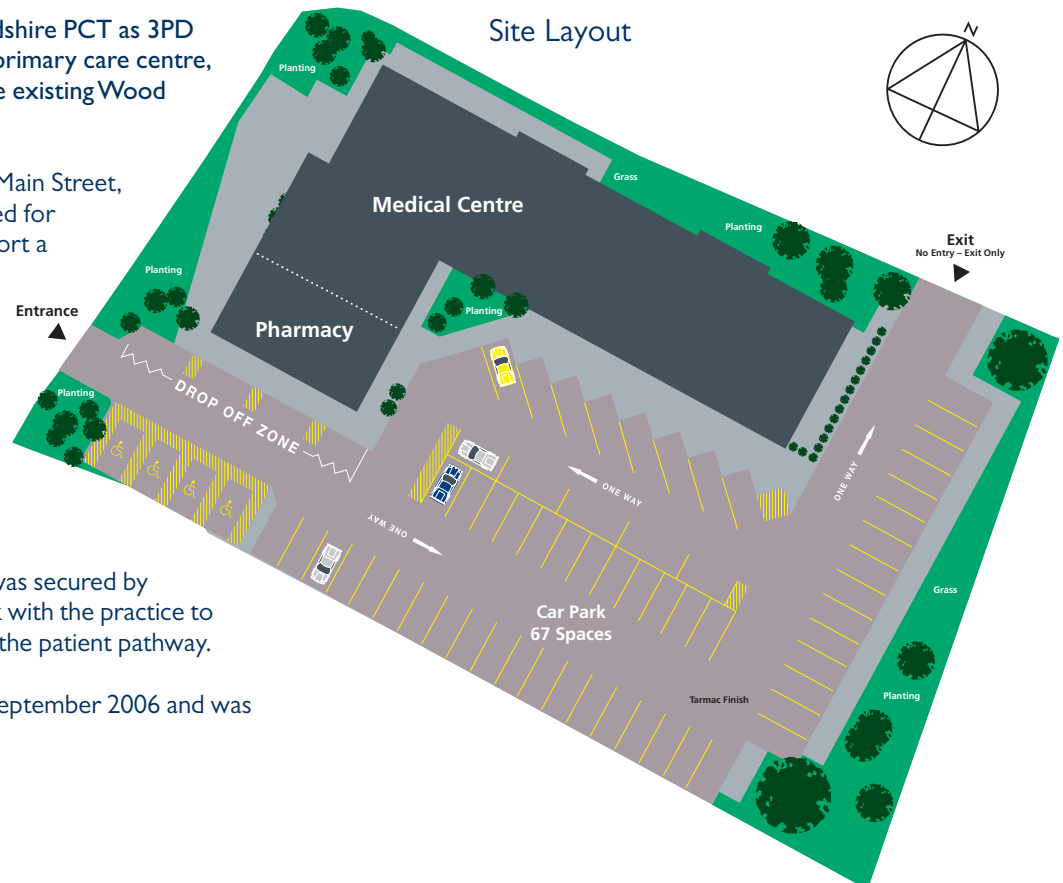 dshire PCT as 3PD
primary care centre,
e existing Wood
Main Street,
ed for
ort a
was secured by
k with the practice to
the patient pathway.
eptember 2006 and was
Site Layout
N
Planting
Grass
Medical Centre
Planting
Exit
No Entry – Exit Only
Planting
Entrance
Planting
Pharmacy
Planting
DROP OFF ZONE
ONE WAY
ONE WAY
ONE WAY
Car Park
67 Spaces
Grass
Planting
Tarmac Finish